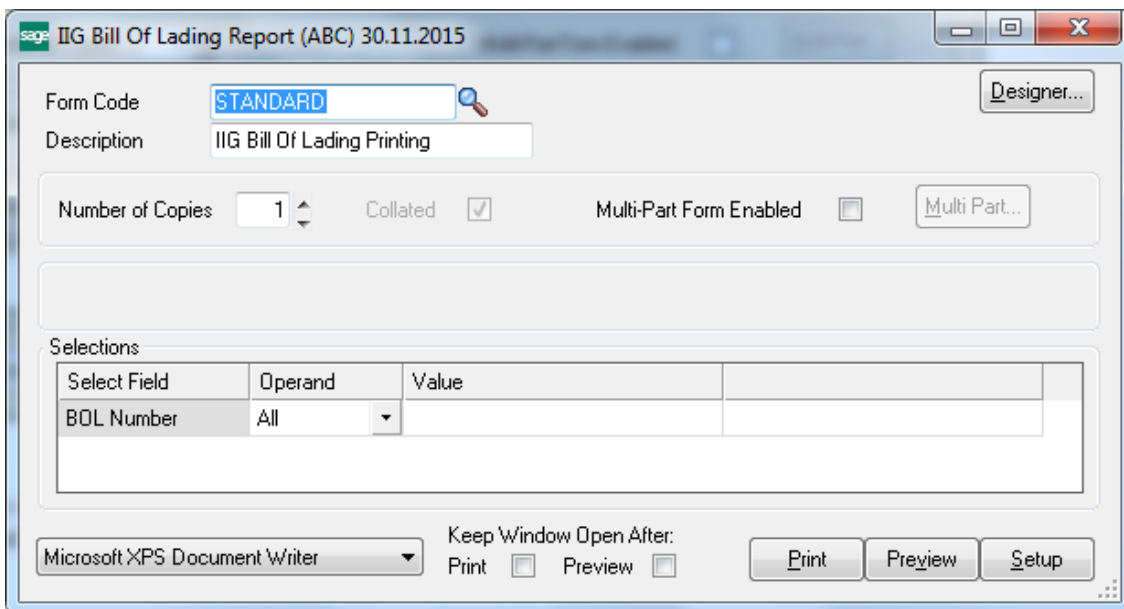 sage IIG Bill Of Lading Report (ABC) 30.11.2015
Form Code STANDARD Designer...
Description IIG Bill Of Lading Printing
Number of Copies 1 Collated Multi-Part Form Enabled Multi Part...
Selections
Select Field Operand Value
BOL Number All
Keep Window Open After:
Microsoft XPS Document Writer Print Preview Print Preview Setup